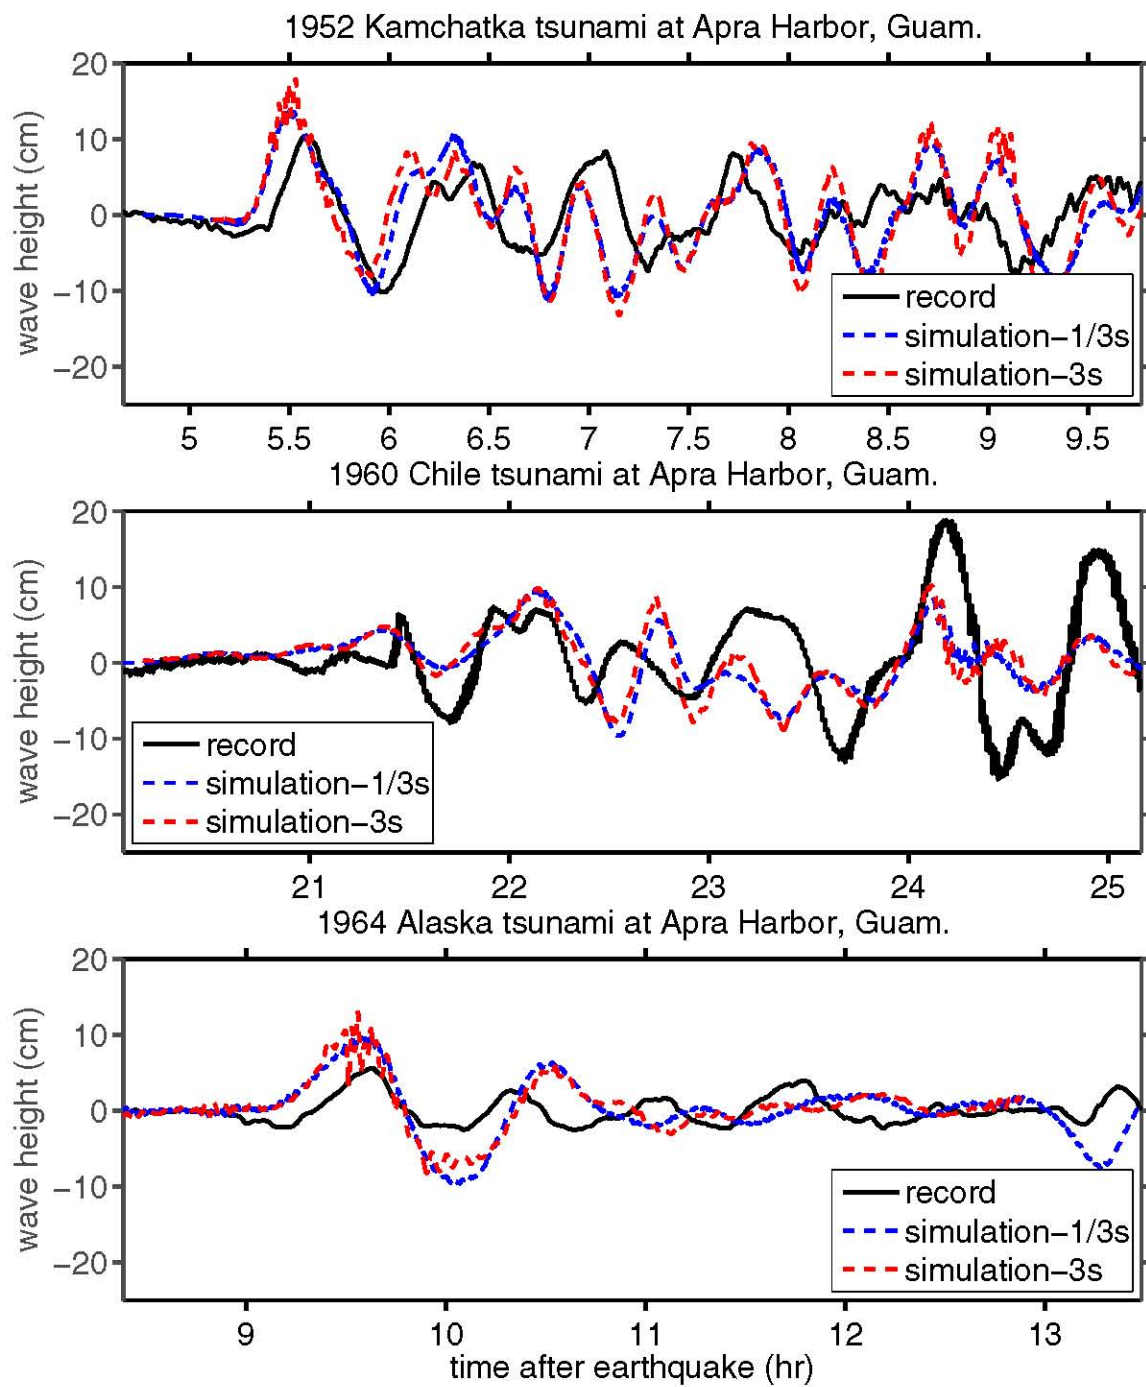 1952 Kamchatka tsunami at Apra Harbor, Guam.
wave height (cm)
20
10
0
−10
−20
record
simulation−1/3s
simulation−3s
5 5.5 6 6.5 7 7.5 8 8.5 9 9.5
1960 Chile tsunami at Apra Harbor, Guam.
wave height (cm)
20
10
0
−10
−20
record
simulation−1/3s
simulation−3s
21 22 23 24 25
1964 Alaska tsunami at Apra Harbor, Guam.
wave height (cm)
20
10
0
−10
−20
record
simulation−1/3s
simulation−3s
9 10 11 12 13
time after earthquake (hr)